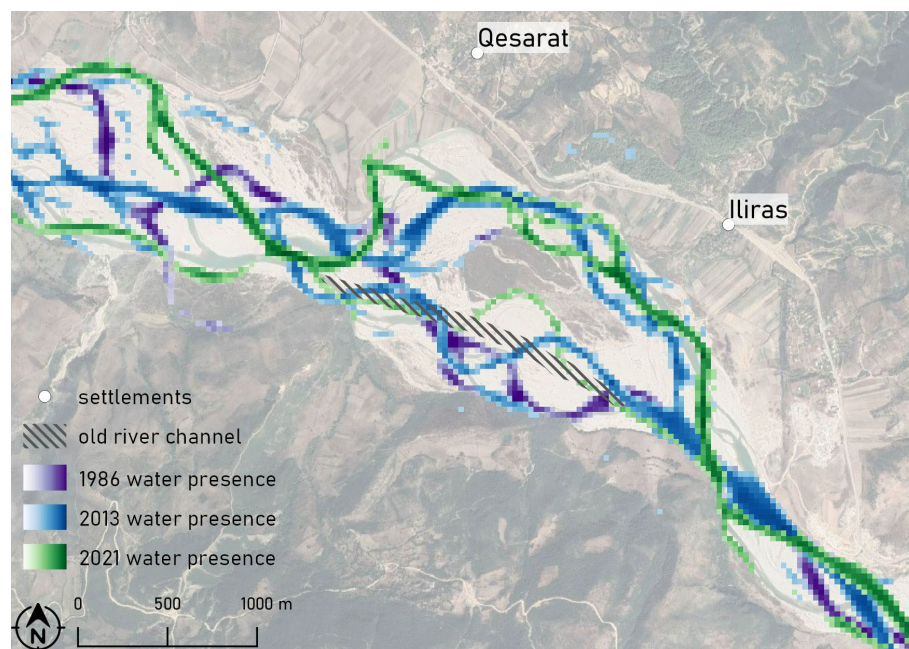 Qesarat
Iliras
settlements
old river channel
1986 water presence
2013 water presence
2021 water presence
0 500 1000 m
N